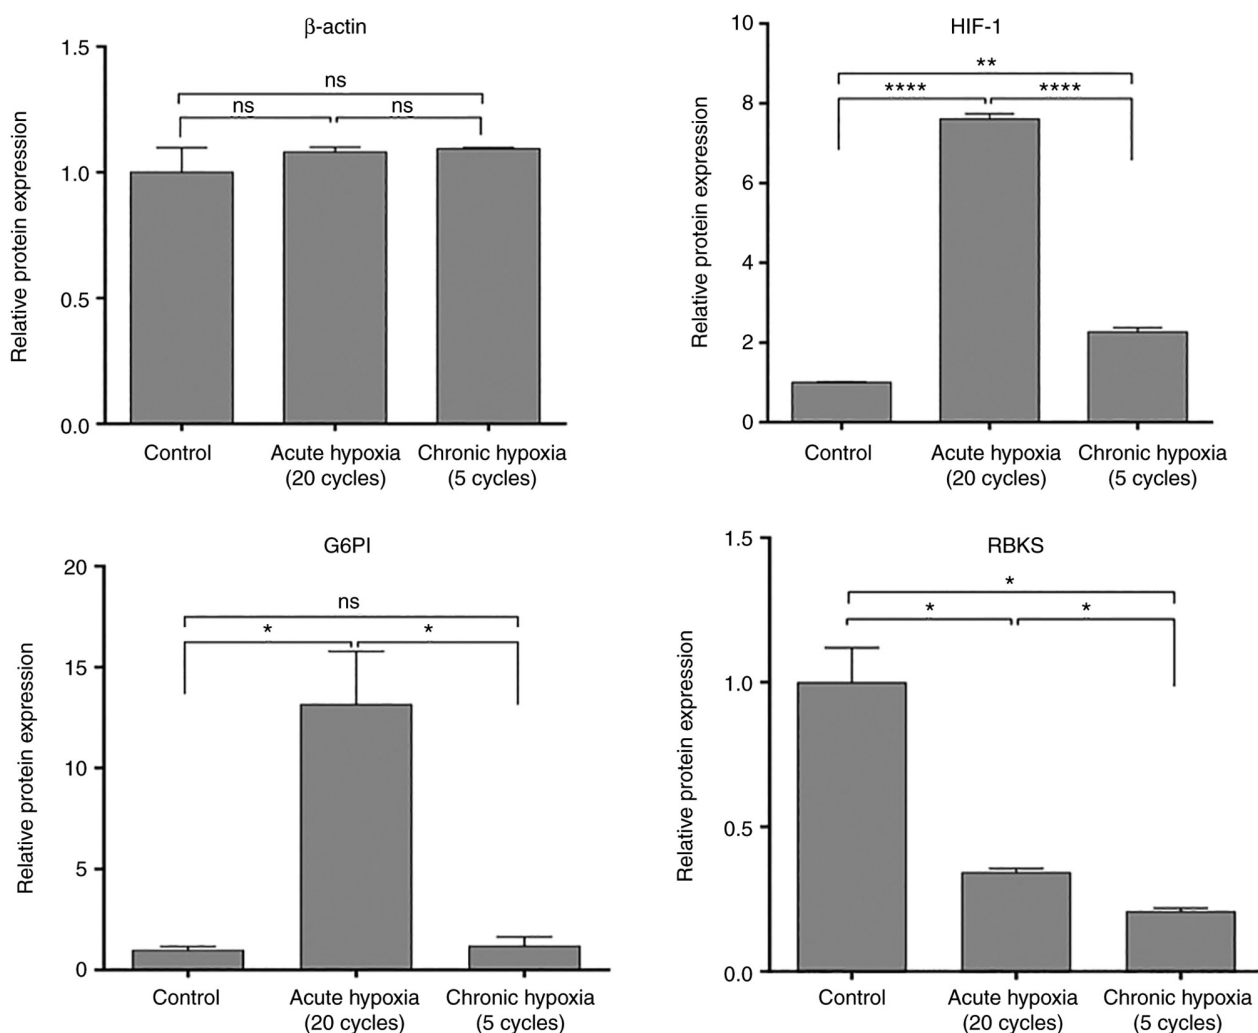 β-actin
1.5
1.0
0.5
0.0
Relative protein expression
ns
ns
ns
Control
Acute hypoxia
(20 cycles)
Chronic hypoxia
(5 cycles)
HIF-1
10
8
6
4
2
0
Relative protein expression
**
****
****
Control
Acute hypoxia
(20 cycles)
Chronic hypoxia
(5 cycles)
G6PI
20
15
10
5
0
Relative protein expression
ns
*
*
Control
Acute hypoxia
(20 cycles)
Chronic hypoxia
(5 cycles)
RBKS
1.5
1.0
0.5
0.0
Relative protein expression
*
*
*
Control
Acute hypoxia
(20 cycles)
Chronic hypoxia
(5 cycles)